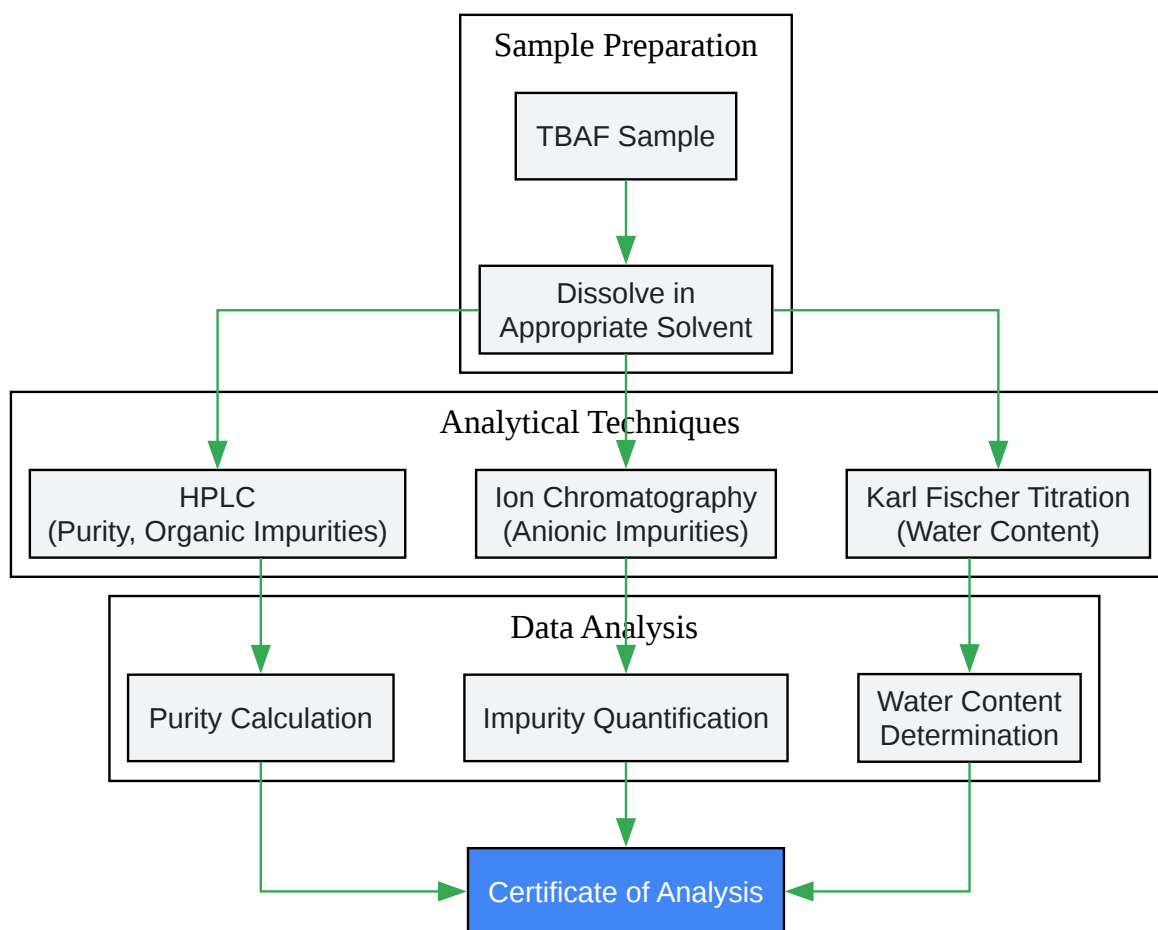 Sample Preparation
TBAF Sample
Dissolve in
Appropriate Solvent
Analytical Techniques
HPLC
(Purity, Organic Impurities)
Ion Chromatography
(Anionic Impurities)
Karl Fischer Titration
(Water Content)
Data Analysis
Purity Calculation
Impurity Quantification
Water Content
Determination
Certificate of Analysis